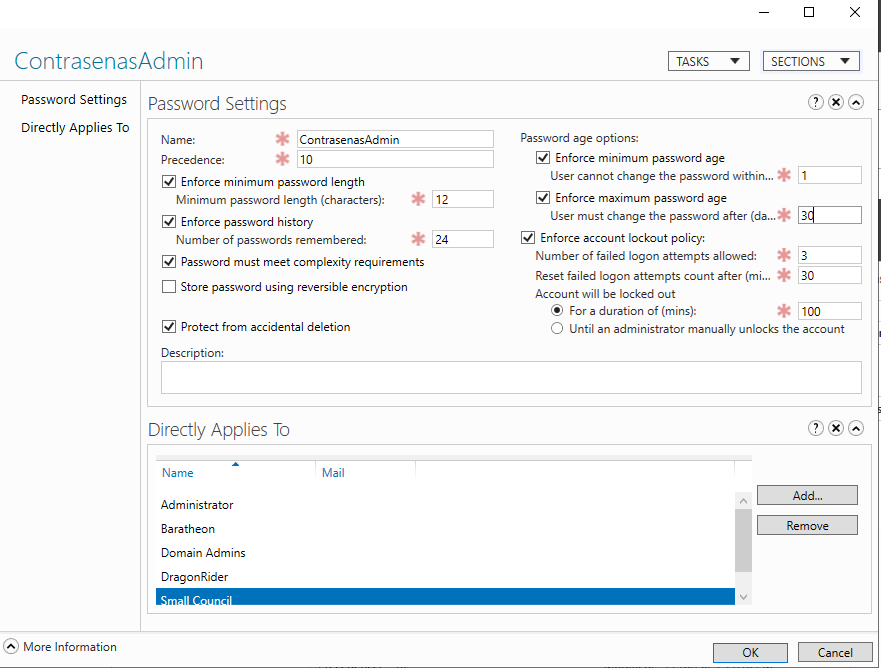 ContrasenasAdmin
TASKS
SECTIONS
Password Settings
Directly Applies To
Password Settings
Name: ContrasenasAdmin
Precedence: 10
Enforce minimum password length
Minimum password length (characters): 12
Enforce password history
Number of passwords remembered: 24
Password must meet complexity requirements
Store password using reversible encryption
Protect from accidental deletion
Description:
Password age options:
Enforce minimum password age
User cannot change the password within... 1
Enforce maximum password age
User must change the password after (da... 30
Enforce account lockout policy:
Number of failed logon attempts allowed: 3
Reset failed logon attempts count after (mi... 30
Account will be locked out
For a duration of (mins): 100
Until an administrator manually unlocks the account
Directly Applies To
Name Mail
Administrator
Baratheon
Domain Admins
DragonRider
Small Council
Add...
Remove
More Information
OK
Cancel